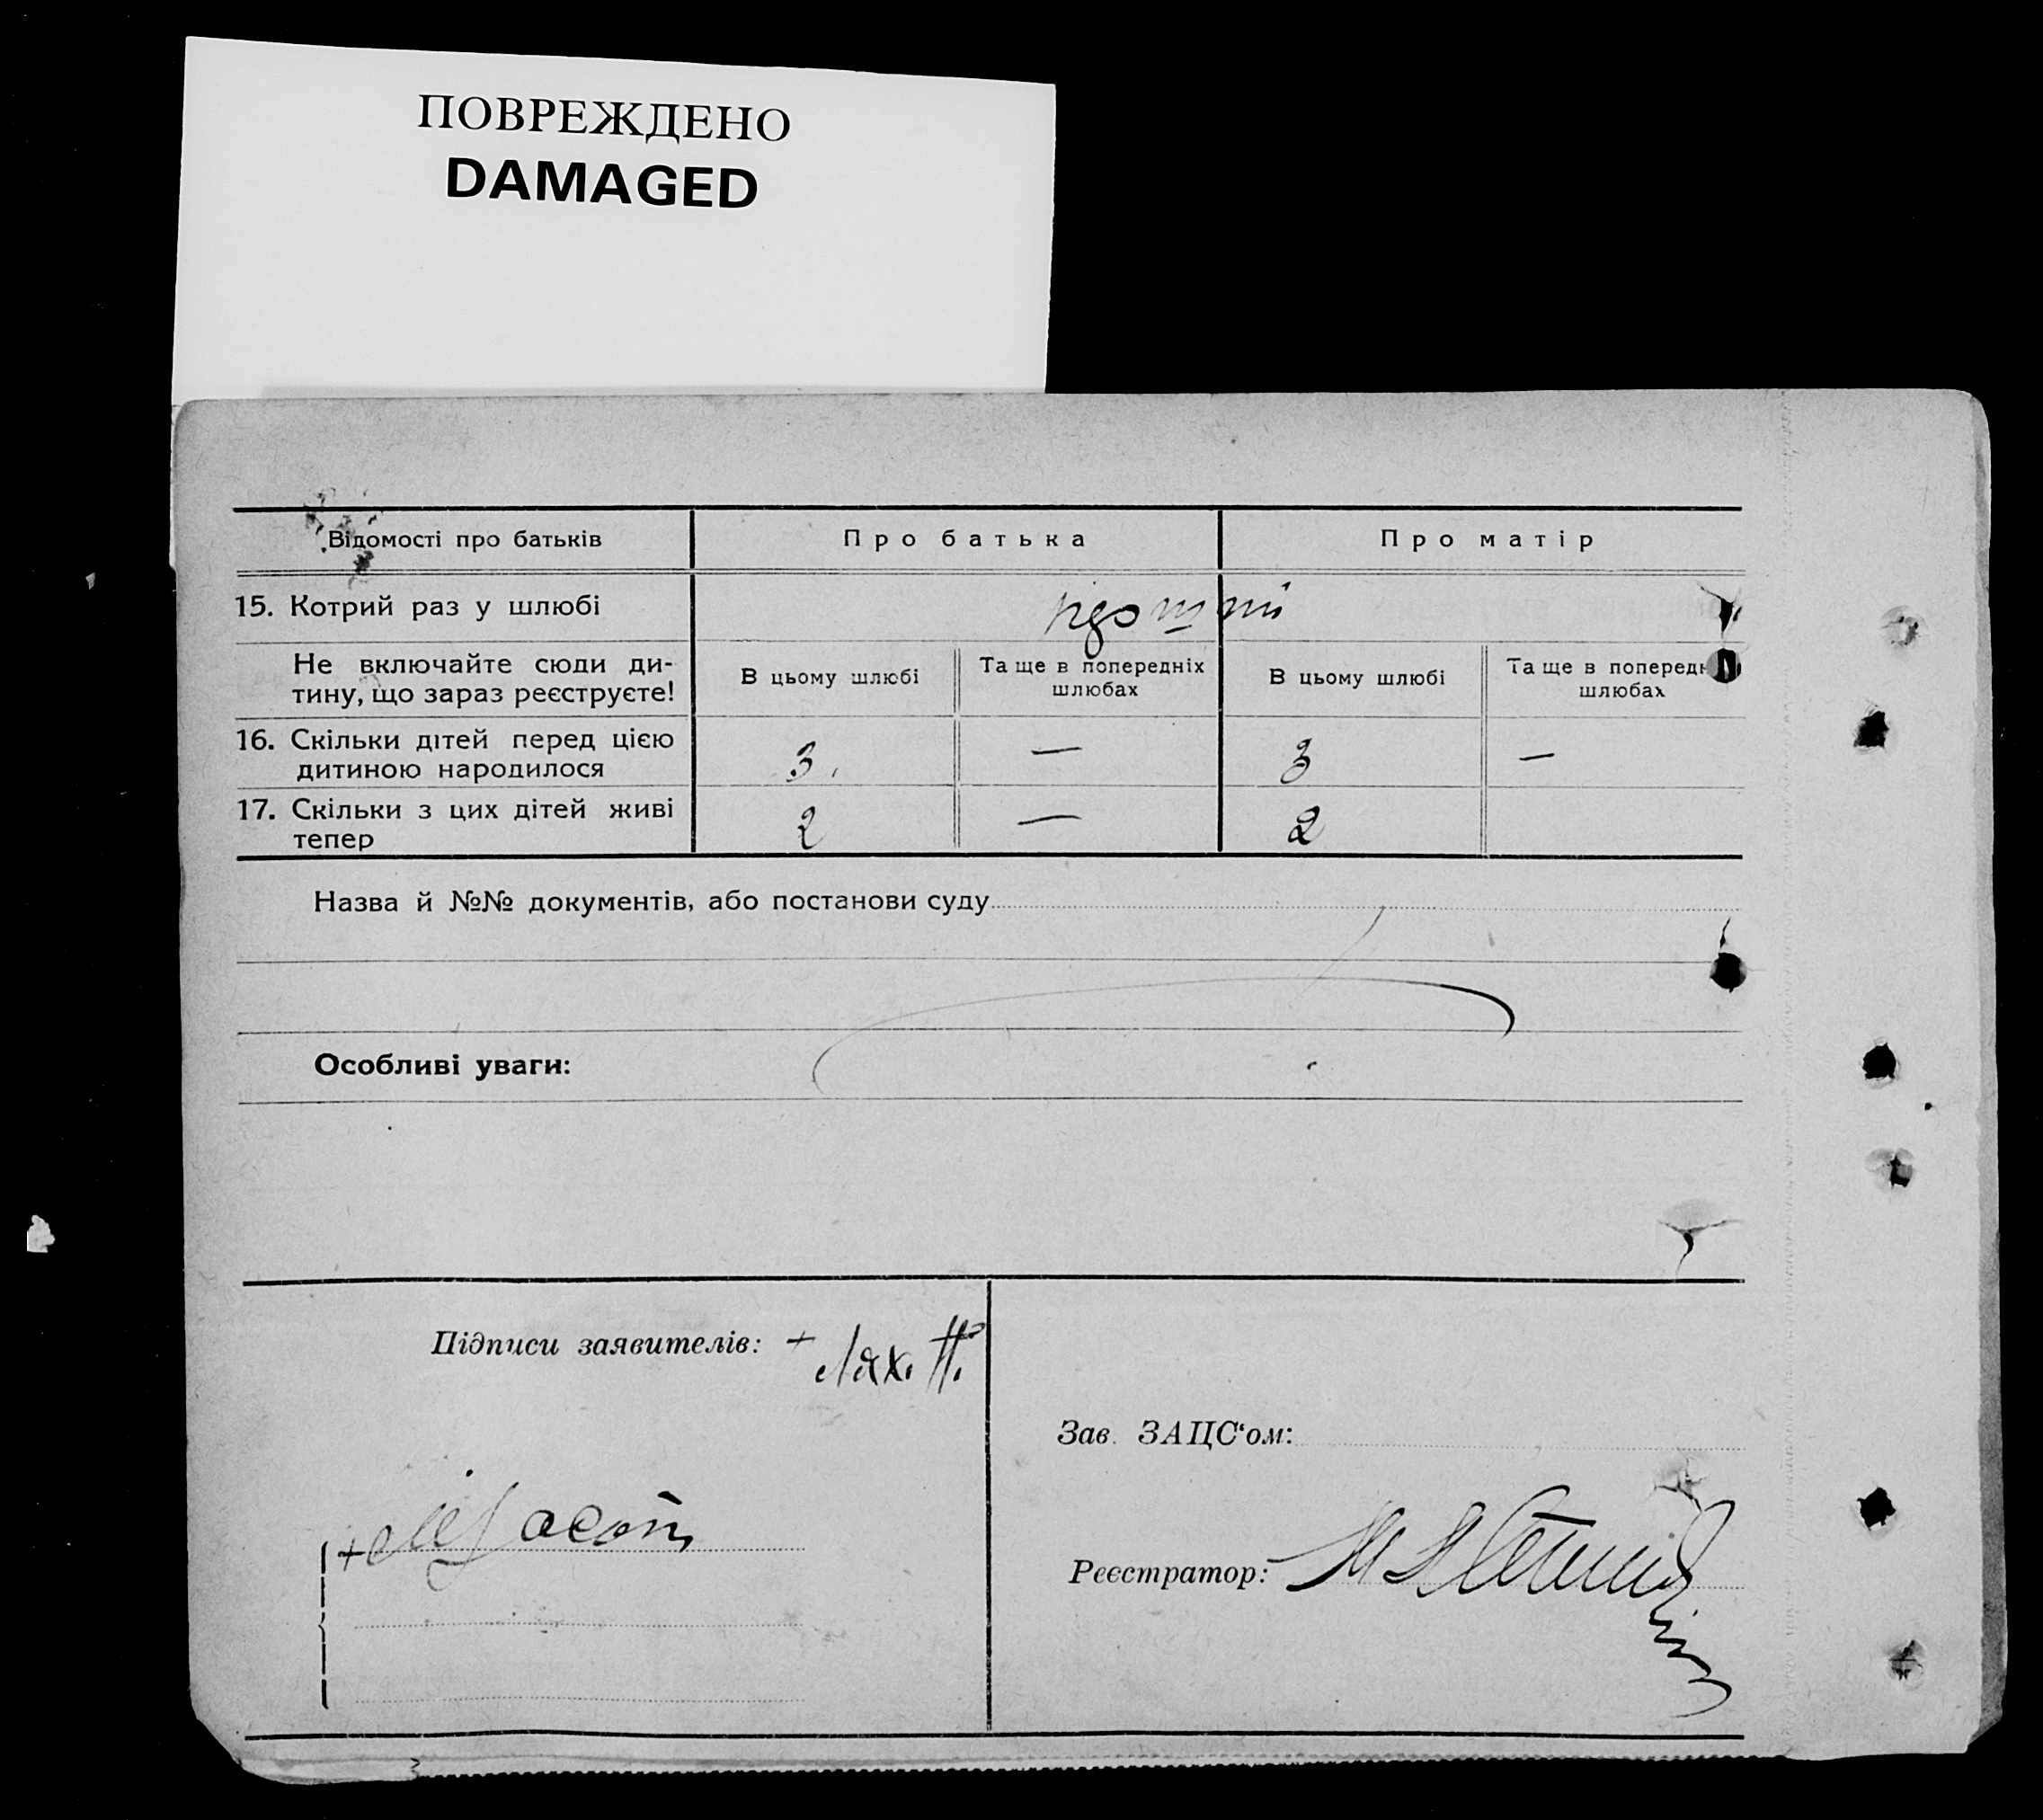 ПОВРЕЖДЕНО
DAMAGED
Відомості про батьків
Про батька
Про матір
15. Котрий раз у шлюбі
Не включайте сюди ди-
тину, що зараз реєструєте!
В цьому шлюбі
Та ще в попередніх
шлюбах
В цьому шлюбі
Та ще в попередн
шлюбах
16. Скільки дітей перед цією
дитиною народилося
3.
—
3
—
17. Скільки з цих дітей живі
тепер
2
—
2
Назва й №№ документів, або постанови суду
Особливі уваги:
Підписи заявителів: + Лях. П.
Зав. ЗАЦС‘ом:
Реєстратор: